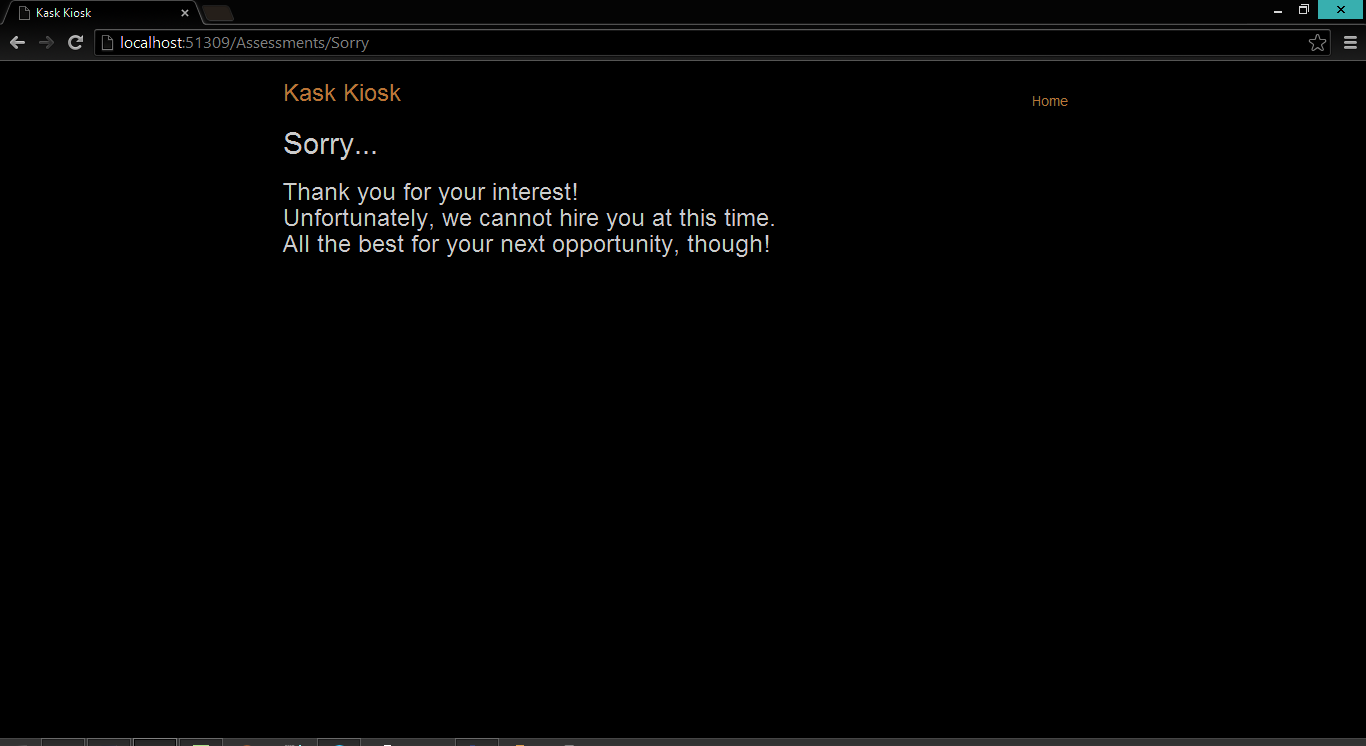 Kask Kiosk
localhost:51309/Assessments/Sorry
Kask Kiosk
Home
Sorry...
Thank you for your interest!
Unfortunately, we cannot hire you at this time.
All the best for your next opportunity, though!